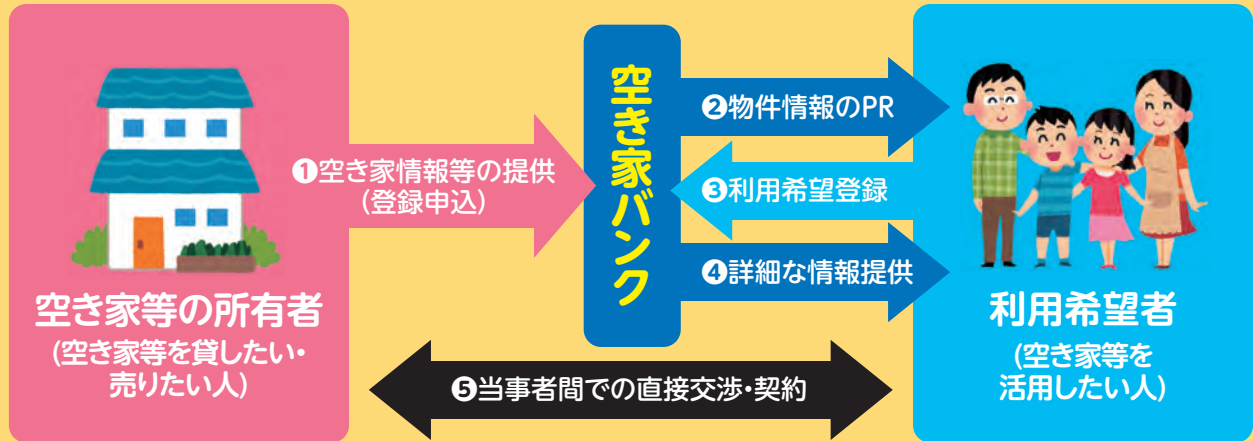 空き家等の所有者
(空き家等を貸したい・
売りたい人)
❶空き家情報等の提供
(登録申込)
空き家バンク
❷物件情報のPR
❸利用希望登録
❹詳細な情報提供
❺当事者間での直接交渉・契約
利用希望者
(空き家等を
活用したい人)